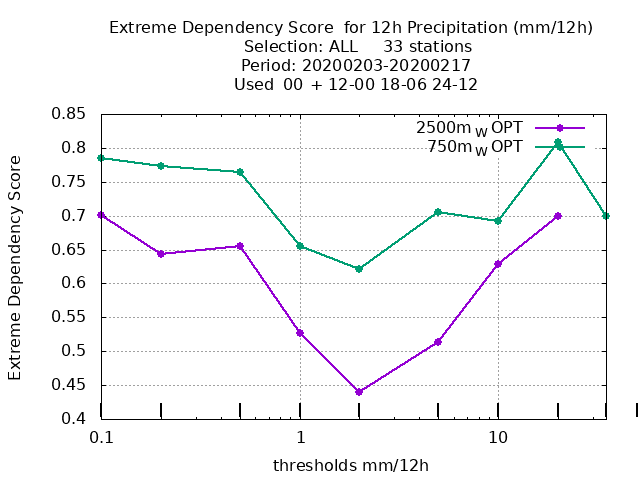 Extreme Dependency Score  for 12h Precipitation (mm/12h)
Selection: ALL     33 stations
Period: 20200203-20200217
Used  00  + 12-00 18-06 24-12
0.85
0.8
0.75
0.7
0.65
0.6
0.55
0.5
0.45
0.4
Extreme Dependency Score
2500m W OPT
750m W OPT
0.1
1
10
thresholds mm/12h